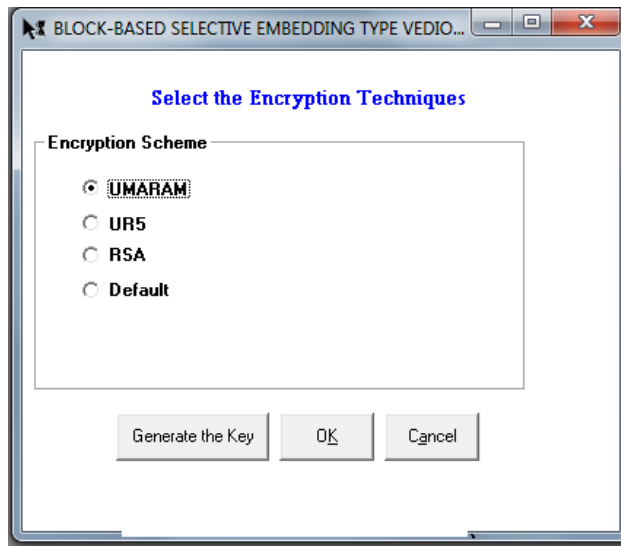 BLOCK-BASED SELECTIVE EMBEDDING TYPE VEDIO...
Select the Encryption Techniques
Encryption Scheme
UMARAM
UR5
RSA
Default
Generate the Key OK Cancel